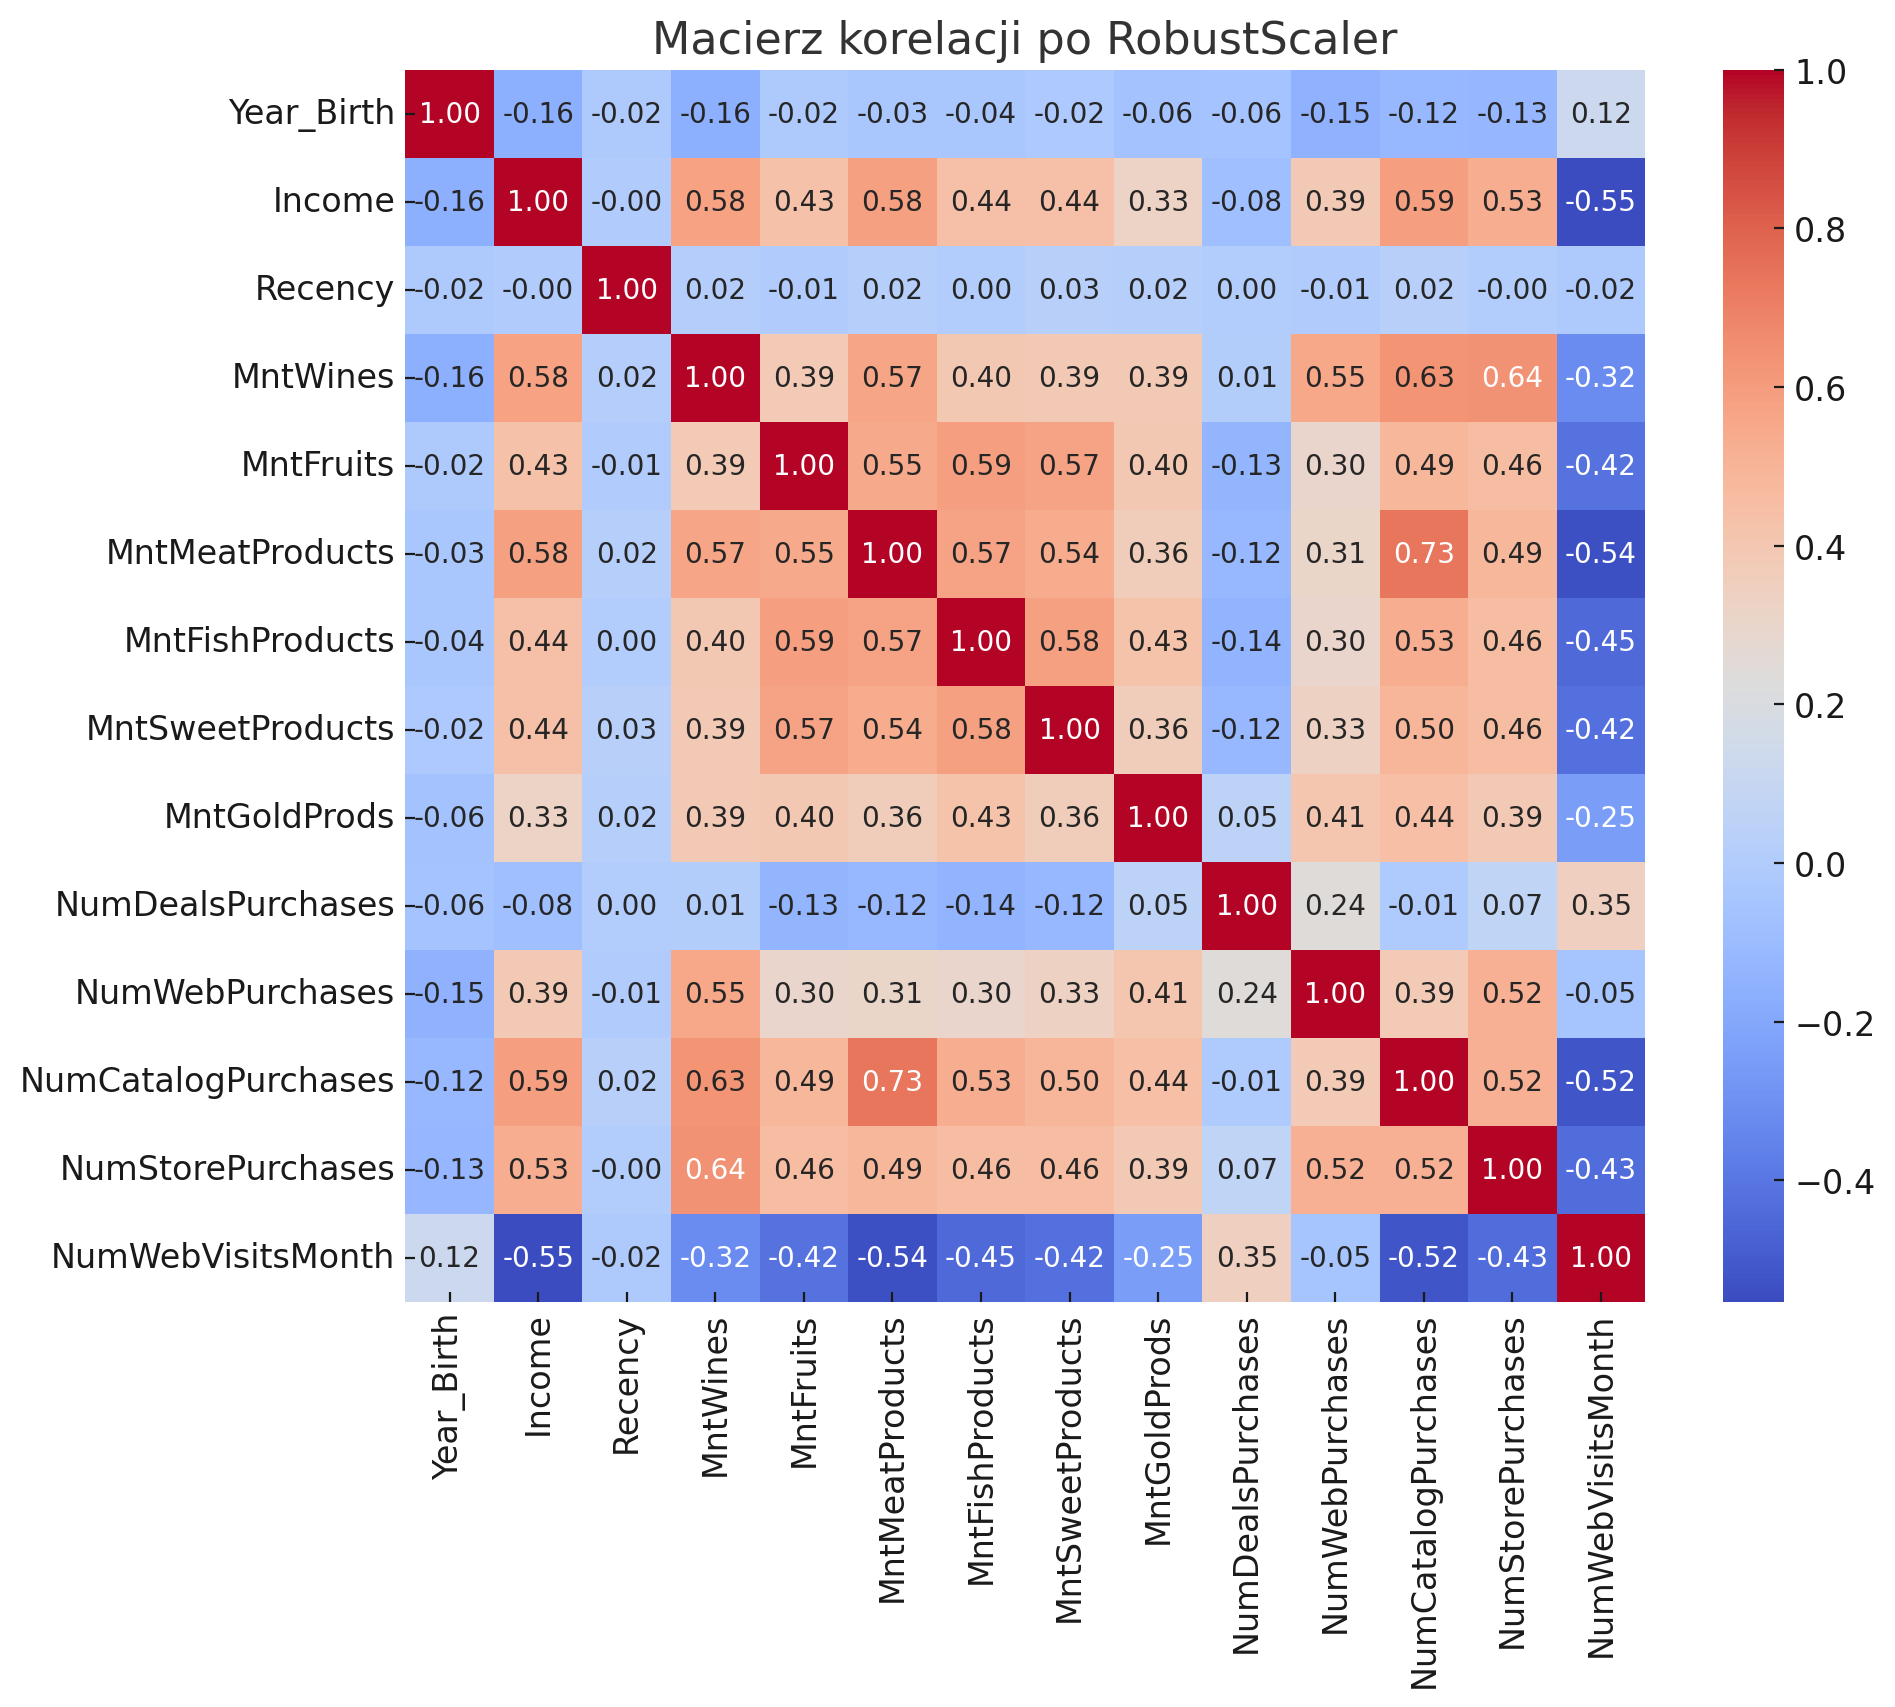 Macierz korelacji po RobustScaler
Year_Birth 1.00 -0.16 -0.02 -0.16 -0.02 -0.03 -0.04 -0.02 -0.06 -0.06 -0.15 -0.12 -0.13 0.12
Income -0.16 1.00 -0.00 0.58 0.43 0.58 0.44 0.44 0.33 -0.08 0.39 0.59 0.53 -0.55
Recency -0.02 -0.00 1.00 0.02 -0.01 0.02 0.00 0.03 0.02 0.00 -0.01 0.02 -0.00 -0.02
MntWines -0.16 0.58 0.02 1.00 0.39 0.57 0.40 0.39 0.39 0.01 0.55 0.63 0.64 -0.32
MntFruits -0.02 0.43 -0.01 0.39 1.00 0.55 0.59 0.57 0.40 -0.13 0.30 0.49 0.46 -0.42
MntMeatProducts -0.03 0.58 0.02 0.57 0.55 1.00 0.57 0.54 0.36 -0.12 0.31 0.73 0.49 -0.54
MntFishProducts -0.04 0.44 0.00 0.40 0.59 0.57 1.00 0.58 0.43 -0.14 0.30 0.53 0.46 -0.45
MntSweetProducts -0.02 0.44 0.03 0.39 0.57 0.54 0.58 1.00 0.36 -0.12 0.33 0.50 0.46 -0.42
MntGoldProds -0.06 0.33 0.02 0.39 0.40 0.36 0.43 0.36 1.00 0.05 0.41 0.44 0.39 -0.25
NumDealsPurchases -0.06 -0.08 0.00 0.01 -0.13 -0.12 -0.14 -0.12 0.05 1.00 0.24 -0.01 0.07 0.35
NumWebPurchases -0.15 0.39 -0.01 0.55 0.30 0.31 0.30 0.33 0.41 0.24 1.00 0.39 0.52 -0.05
NumCatalogPurchases -0.12 0.59 0.02 0.63 0.49 0.73 0.53 0.50 0.44 -0.01 0.39 1.00 0.52 -0.52
NumStorePurchases -0.13 0.53 -0.00 0.64 0.46 0.49 0.46 0.46 0.39 0.07 0.52 0.52 1.00 -0.43
NumWebVisitsMonth 0.12 -0.55 -0.02 -0.32 -0.42 -0.54 -0.45 -0.42 -0.25 0.35 -0.05 -0.52 -0.43 1.00
Year_Birth
Income
Recency
MntWines
MntFruits
MntMeatProducts
MntFishProducts
MntSweetProducts
MntGoldProds
NumDealsPurchases
NumWebPurchases
NumCatalogPurchases
NumStorePurchases
NumWebVisitsMonth
1.0
0.8
0.6
0.4
0.2
0.0
−0.2
−0.4